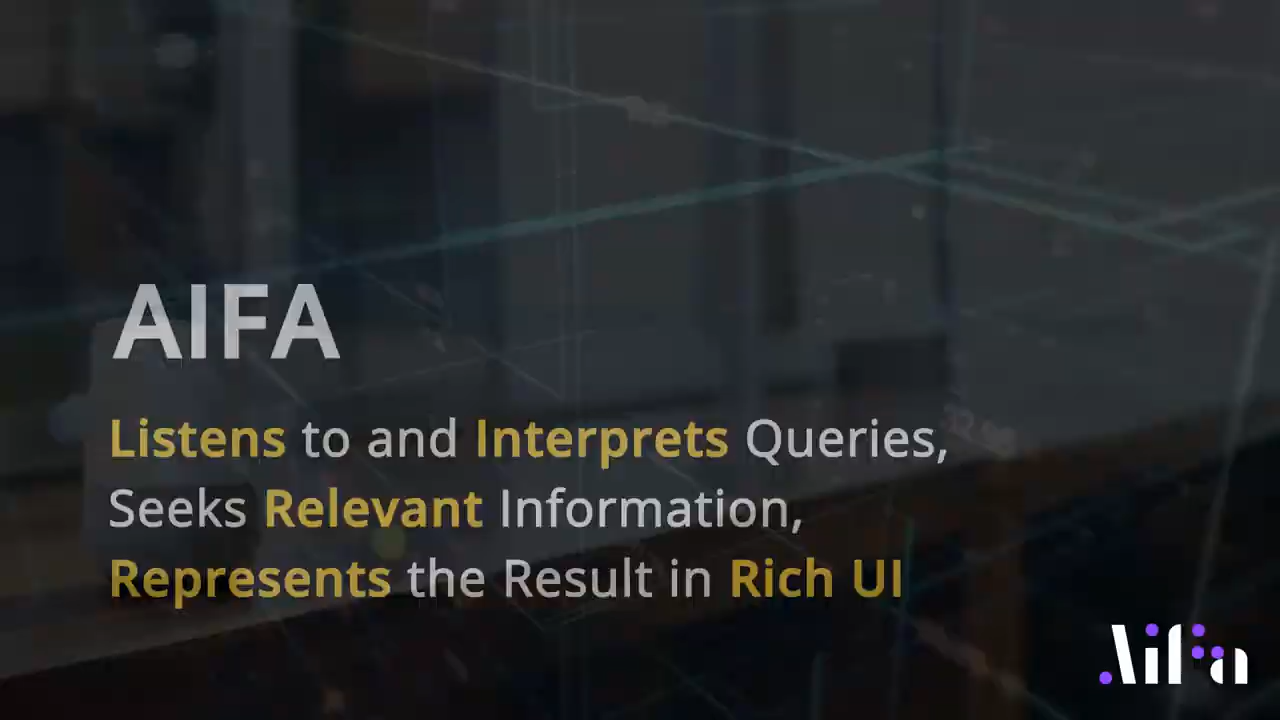 AIFA
Listens to and Interprets Queries,
Seeks Relevant Information,
Represents the Result in Rich UI
AiFa